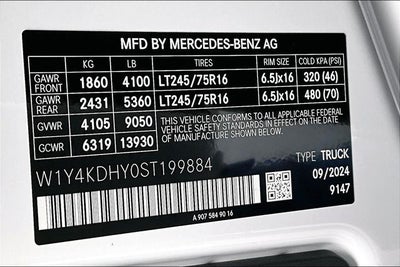 MFD BY MERCEDES-BENZ AG
KG LB TIRES RIM SIZE COLD KPA (PSI)
GAWR FRONT 1860 4100 LT245/75R16 6.5Jx16 320 (46)
GAWR REAR 2431 5360 LT245/75R16 6.5Jx16 480 (70)
GVWR 4105 9050
GCWR 6319 13930
THIS VEHICLE CONFORMS TO ALL APPLICABLE FEDERAL
VEHICLE SAFETY STANDARDS IN EFFECT ON THE DATE
OF MANUFACTURE SHOWN BELOW.
W1Y4KDHY0ST199884
TYPE TRUCK
09/2024
9147
A 907 584 90 16